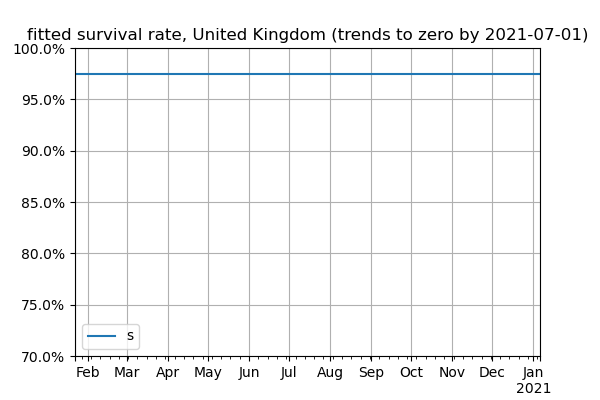 fitted survival rate, United Kingdom (trends to zero by 2021-07-01)
100.0%
95.0%
90.0%
85.0%
80.0%
75.0%
70.0%
s
Feb Mar Apr May Jun Jul Aug Sep Oct Nov Dec Jan
2021